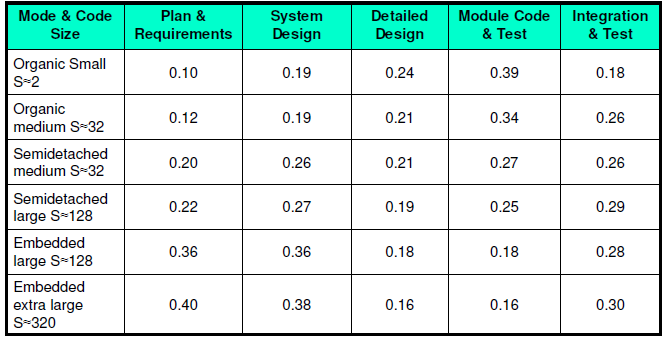 Mode & Code Size Plan & Requirements System Design Detailed Design Module Code & Test Integration & Test
Organic Small S≈2 0.10 0.19 0.24 0.39 0.18
Organic medium S≈32 0.12 0.19 0.21 0.34 0.26
Semidetached medium S≈32 0.20 0.26 0.21 0.27 0.26
Semidetached large S≈128 0.22 0.27 0.19 0.25 0.29
Embedded large S≈128 0.36 0.36 0.18 0.18 0.28
Embedded extra large S≈320 0.40 0.38 0.16 0.16 0.30